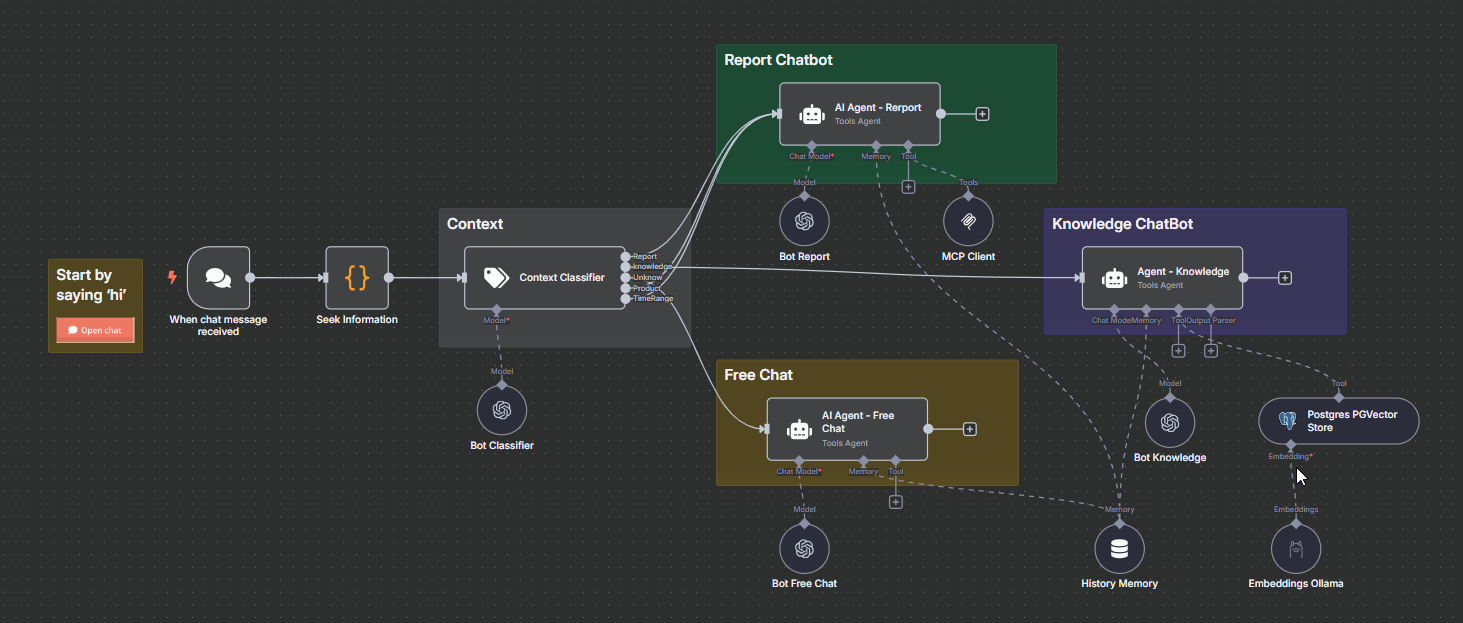 Report Chatbot
AI Agent - Rerport
Tools Agent
Chat Model*
Memory
Tool
Model
Tools
Bot Report
MCP Client
Context
Context Classifier
Report
knowledge
Unknow
Product
TimeRange
Model*
Model
Bot Classifier
Start by
saying ‘hi’
Open chat
When chat message
received
Seek Information
Knowledge ChatBot
Agent - Knowledge
Tools Agent
Chat Model
Memory
Tool
Output Parser
Model
Tool
Bot Knowledge
Postgres PGVector
Store
Embedding*
Embeddings
Embeddings Ollama
Free Chat
AI Agent - Free
Chat
Tools Agent
Chat Model*
Memory
Tool
Model
Bot Free Chat
Memory
History Memory